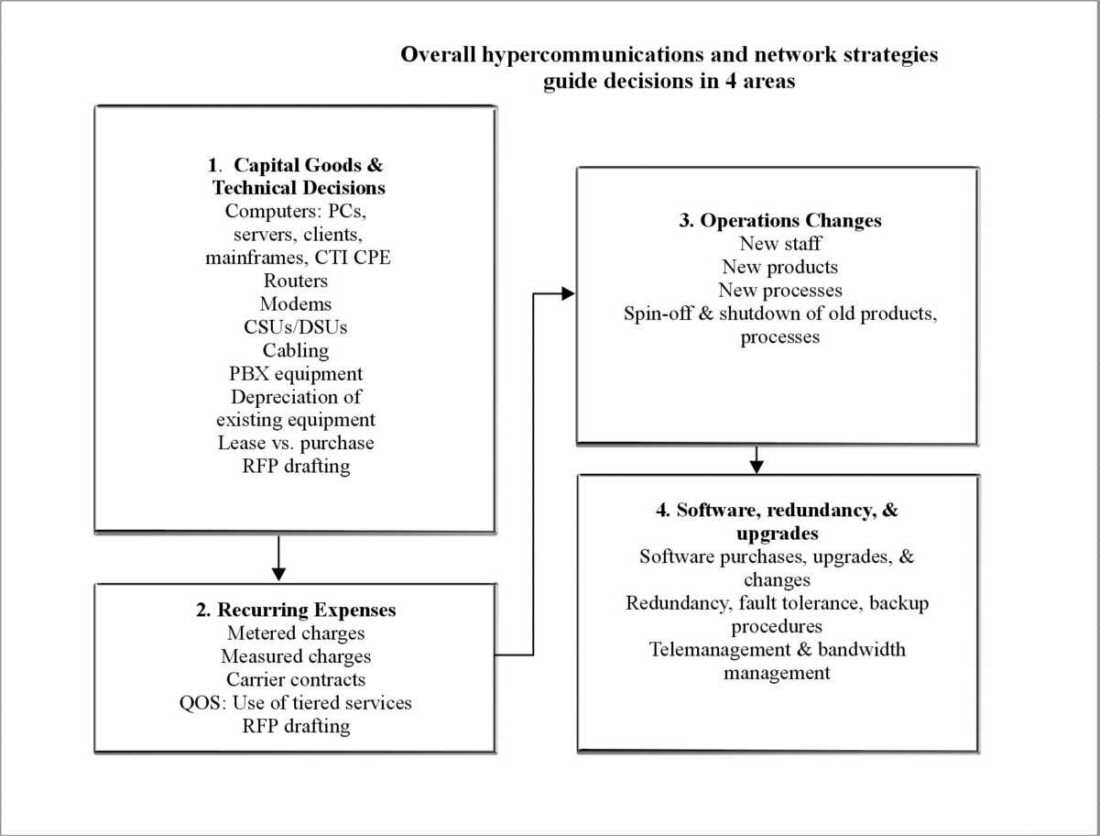 Overall hypercommunications and network strategies
guide decisions in 4 areas
1. Capital Goods &
Technical Decisions
Computers: PCs,
servers, clients,
mainframes, CTI CPE
Routers
Modems
CSUs/DSUs
Cabling
PBX equipment
Depreciation of
existing equipment
Lease vs. purchase
RFP drafting
2. Recurring Expenses
Metered charges
Measured charges
Carrier contracts
QOS: Use of tiered services
RFP drafting
3. Operations Changes
New staff
New products
New processes
Spin-off & shutdown of old products,
processes
4. Software, redundancy, &
upgrades
Software purchases, upgrades, &
changes
Redundancy, fault tolerance, backup
procedures
Telemanagement & bandwidth
management